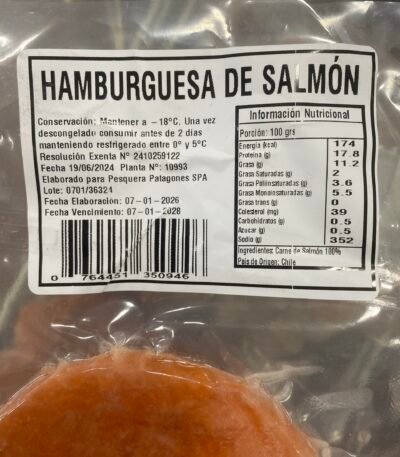 HAMBURGUESA DE SALMÓN
Conservación: Mantener a -18°C. Una vez
descongelado consumir antes de 2 días
manteniendo restrigerado entre 0° y 5°C
Resolución Exenta N° 2410259122
Fecha 19/06/2024 Planta N°: 10993
Elaborado para Pesquera Patagones SPA
Lote: 0701/36324
Fecha Elaboración: 07-01-2026
Fecha Vencimiento: 07-01-2028
0 764451 350946
Información Nutricional
Porción: 100 grs
Energía (kcal) 174
Proteína (g) 17.8
Grasa (g) 11.2
Grasa Saturadas (g) 2
Grasa Poliinsaturadas (g) 3.6
Grasa Monoinsaturadas (g) 5.5
Grasa trans (g) 0
Colesterol (mg) 39
Carbohidratos (g) 0.5
Azucar (g) 0.5
Sodio (g) 352
Ingredientes: Carne de Salmón 100%
Pais de Origen: Chile